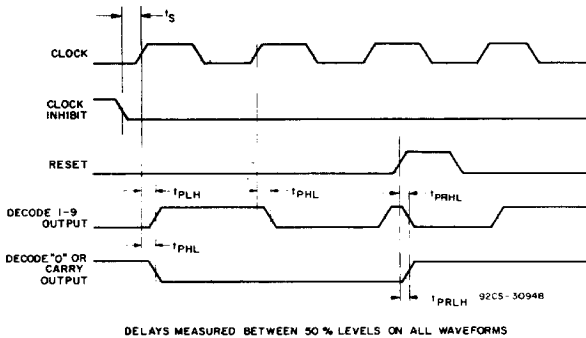 tS
CLOCK
CLOCK
INHIBIT
RESET
tPLH
tPHL
tPRHL
DECODE 1-9
OUTPUT
tPHL
DECODE "0" OR
CARRY
OUTPUT
tPRLH
92CS-30948
DELAYS MEASURED BETWEEN 50 % LEVELS ON ALL WAVEFORMS